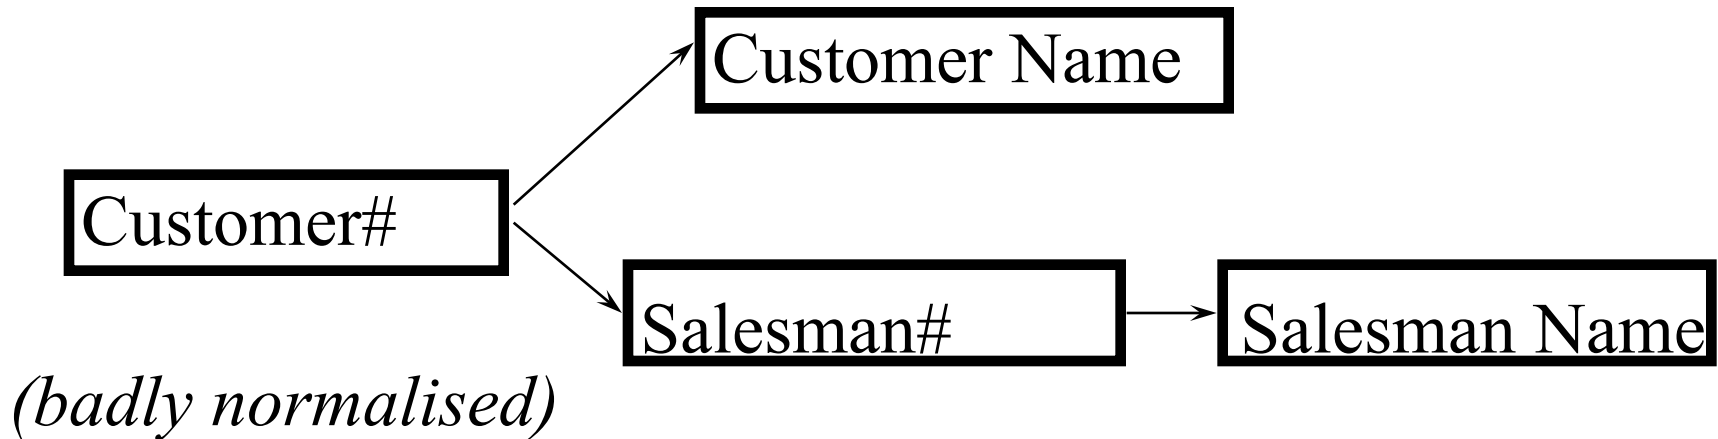 Customer Name
Customer#
Salesman#
Salesman Name
(badly normalised)